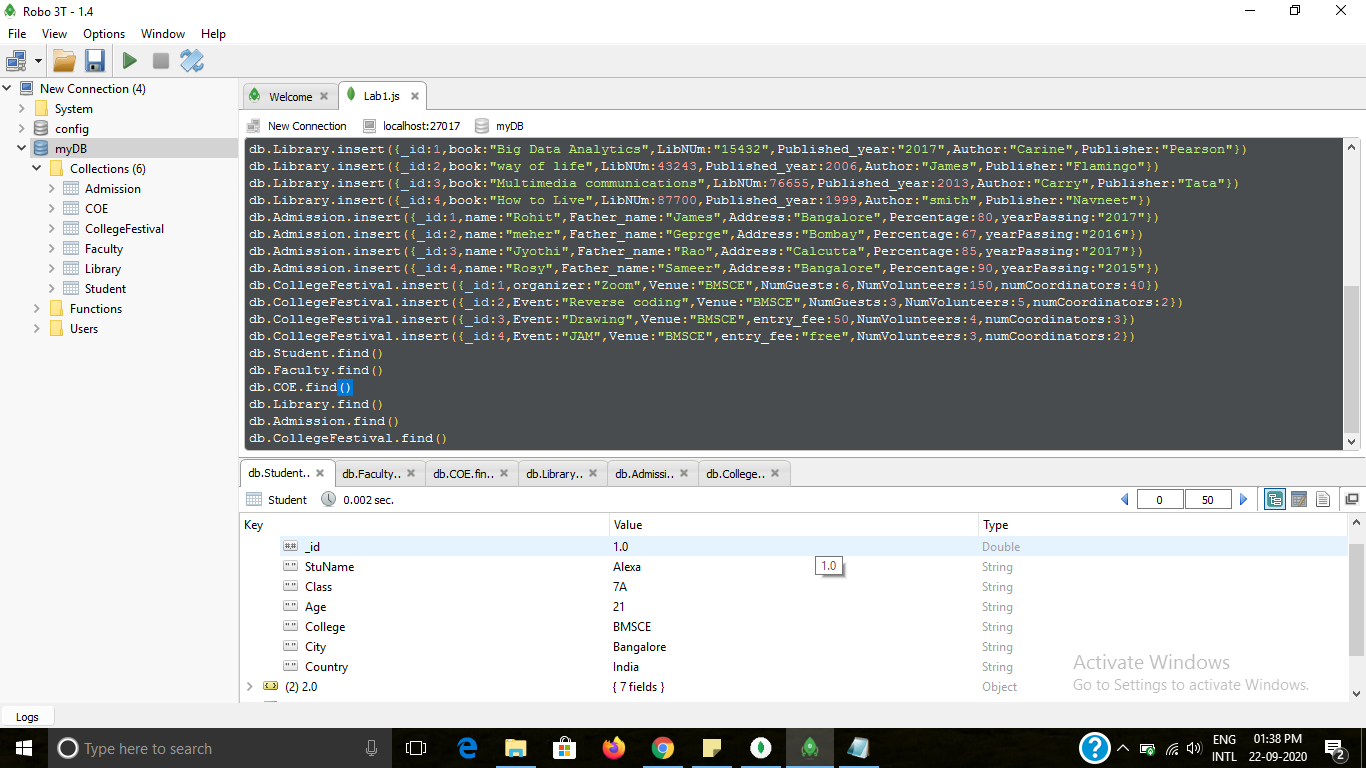 Robo 3T - 1.4
File View Options Window Help
New Connection (4)
System
config
myDB
Collections (6)
Admission
COE
CollegeFestival
Faculty
Library
Student
Functions
Users
Welcome
Lab1.js
New Connection localhost:27017 myDB
db.Library.insert({_id:1,book:"Big Data Analytics",LibNUm:"15432",Published_year:"2017",Author:"Carine",Publisher:"Pearson"})
db.Library.insert({_id:2,book:"way of life",LibNUm:43243,Published_year:2006,Author:"James",Publisher:"Flamingo"})
db.Library.insert({_id:3,book:"Multimedia communications",LibNUm:76655,Published_year:2013,Author:"Carry",Publisher:"Tata"})
db.Library.insert({_id:4,book:"How to Live",LibNUm:87700,Published_year:1999,Author:"smith",Publisher:"Navneet"})
db.Admission.insert({_id:1,name:"Rohit",Father_name:"James",Address:"Bangalore",Percentage:80,yearPassing:"2017"})
db.Admission.insert({_id:2,name:"meher",Father_name:"Geprge",Address:"Bombay",Percentage:67,yearPassing:"2016"})
db.Admission.insert({_id:3,name:"Jyothi",Father_name:"Rao",Address:"Calcutta",Percentage:85,yearPassing:"2017"})
db.Admission.insert({_id:4,name:"Rosy",Father_name:"Sameer",Address:"Bangalore",Percentage:90,yearPassing:"2015"})
db.CollegeFestival.insert({_id:1,organizer:"Zoom",Venue:"BMSCE",NumGuests:6,NumVolunteers:150,numCoordinators:40})
db.CollegeFestival.insert({_id:2,Event:"Reverse coding",Venue:"BMSCE",NumGuests:3,NumVolunteers:5,numCoordinators:2})
db.CollegeFestival.insert({_id:3,Event:"Drawing",Venue:"BMSCE",entry_fee:50,NumVolunteers:4,numCoordinators:3})
db.CollegeFestival.insert({_id:4,Event:"JAM",Venue:"BMSCE",entry_fee:"free",NumVolunteers:3,numCoordinators:2})
db.Student.find()
db.Faculty.find()
db.COE.find()
db.Library.find()
db.Admission.find()
db.CollegeFestival.find()
db.Student.. db.Faculty.. db.COE.fin.. db.Library.. db.Admissi.. db.College..
Student 0.002 sec. 0 50
Key Value Type
_id 1.0 Double
1.0
StuName Alexa String
Class 7A String
Age 21 String
College BMSCE String
City Bangalore String
Country India String
(2) 2.0 { 7 fields } Object
Activate Windows
Go to Settings to activate Windows.
Logs
Type here to search
ENG 01:38 PM
INTL 22-09-2020
2